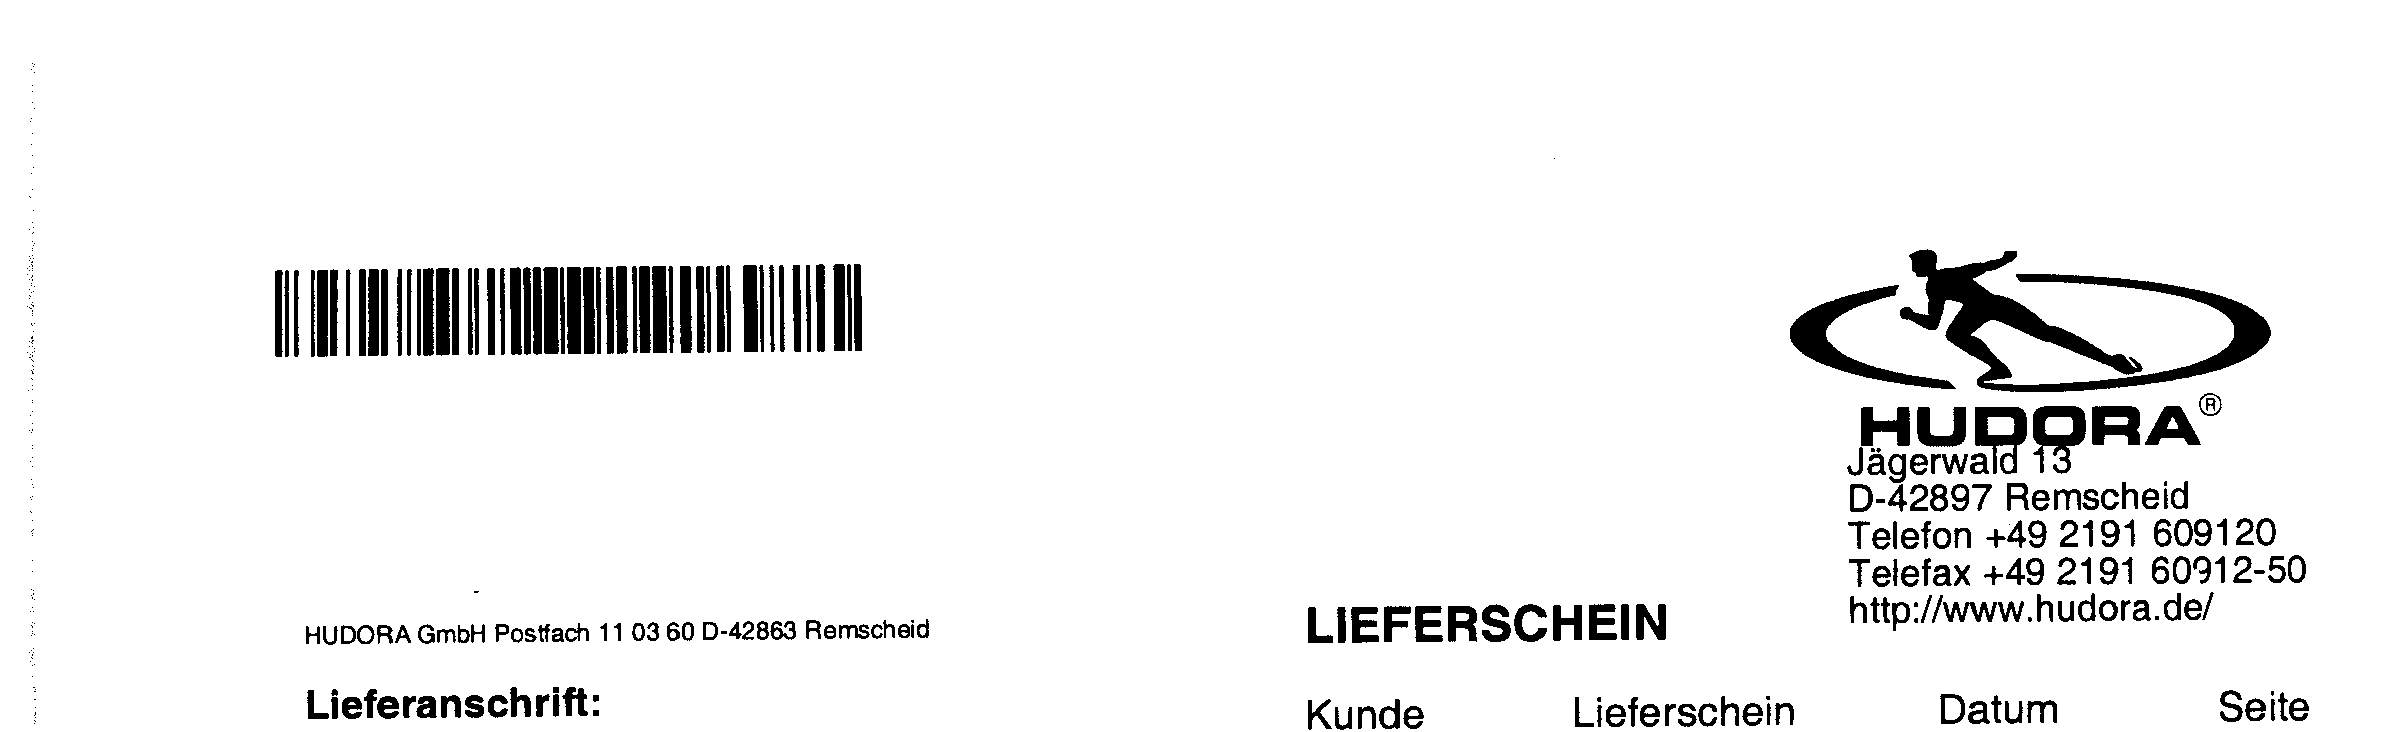 HUDORA®
Jägerwald 13
D-42897 Remscheid
Telefon +49 2191 609120
Telefax +49 2191 60912-50
http://www.hudora.de/
LIEFERSCHEIN
HUDORA GmbH Postfach 11 03 60 D-42863 Remscheid
Lieferanschrift:
Kunde Lieferschein Datum Seite